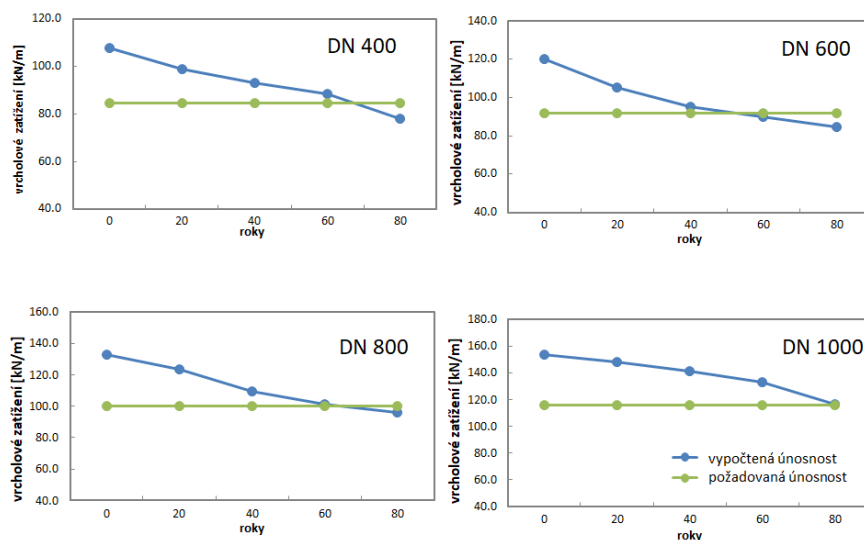 120.0
100.0
80.0
60.0
40.0
vrcholové zatížení [kN/m]
DN 400
0 20 40 60 80
roky
140.0
120.0
100.0
80.0
60.0
40.0
vrcholové zatížení [kN/m]
DN 600
0 20 40 60 80
roky
160.0
140.0
120.0
100.0
80.0
60.0
40.0
vrcholové zatížení [kN/m]
DN 800
0 20 40 60 80
roky
180.0
160.0
140.0
120.0
100.0
80.0
60.0
40.0
vrcholové zatížení [kN/m]
DN 1000
vypočtená únosnost
požadovaná únosnost
0 20 40 60 80
roky